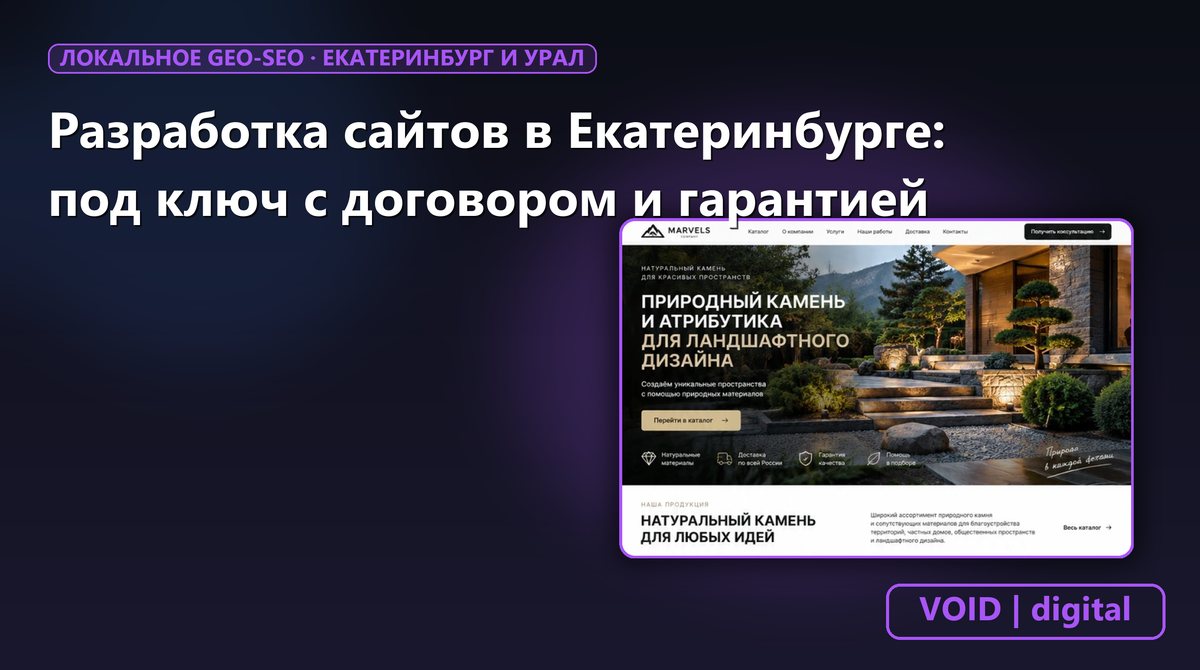 ЛОКАЛЬНОЕ GEO-SEO · ЕКАТЕРИНБУРГ И УРАЛ
Разработка сайтов в Екатеринбурге:
под ключ с договором и гарантией
MARVELS
COMPANY
Каталог О компании Услуги Наши работы Доставка Контакты
Получить консультацию →
НАТУРАЛЬНЫЙ КАМЕНЬ
ДЛЯ КРАСИВЫХ ПРОСТРАНСТВ
ПРИРОДНЫЙ КАМЕНЬ
И АТРИБУТИКА
ДЛЯ ЛАНДШАФТНОГО
ДИЗАЙНА
Создаём уникальные пространства
с помощью природных материалов
Перейти в каталог →
Натуральные
материалы
Доставка
по всей России
Гарантия
качества
Помощь
в подборе
Природа
в каждой детали
НАША ПРОДУКЦИЯ
НАТУРАЛЬНЫЙ КАМЕНЬ
ДЛЯ ЛЮБЫХ ИДЕЙ
Широкий ассортимент природного камня
и сопутствующих материалов для благоустройства
территорий, частных домов, общественных пространств
и ландшафтного дизайна.
Весь каталог →
VOID | digital